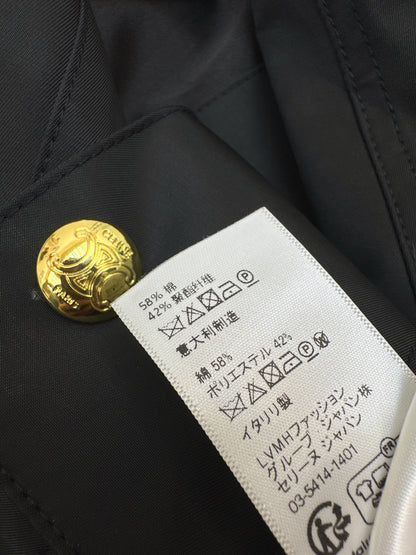 CELINE
PARIS
58% 棉
42% 聚酯纤维
意大利制造
綿 58%
ポリエステル 42%
イタリリ製
LVMHファッション
グループ・ジャパン株
セリーヌ ジャパン
03-5414-1401